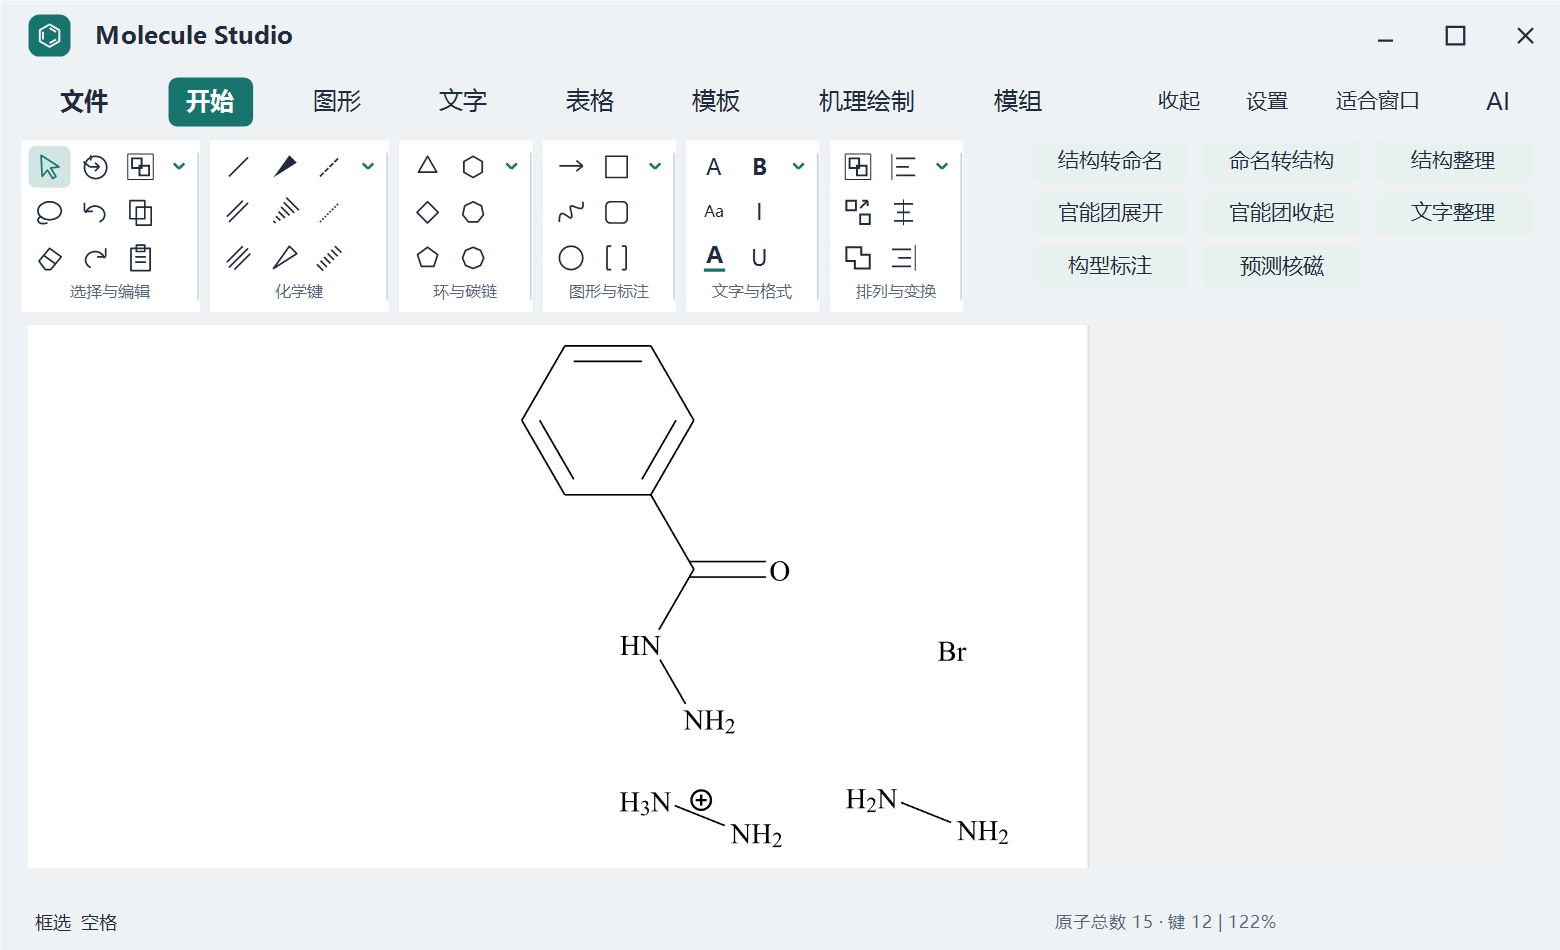 Molecule Studio
文件 开始 图形 文字 表格 模板 机理绘制 模组 收起 设置 适合窗口 AI
A B
Aa I
A U
选择与编辑 化学键 环与碳链 图形与标注 文字与格式 排列与变换
结构转命名 命名转结构 结构整理
官能团展开 官能团收起 文字整理
构型标注 预测核磁
O
HN
Br
NH2
H3N ⊕ NH2
H2N NH2
框选 空格
原子总数 15 · 键 12 | 122%